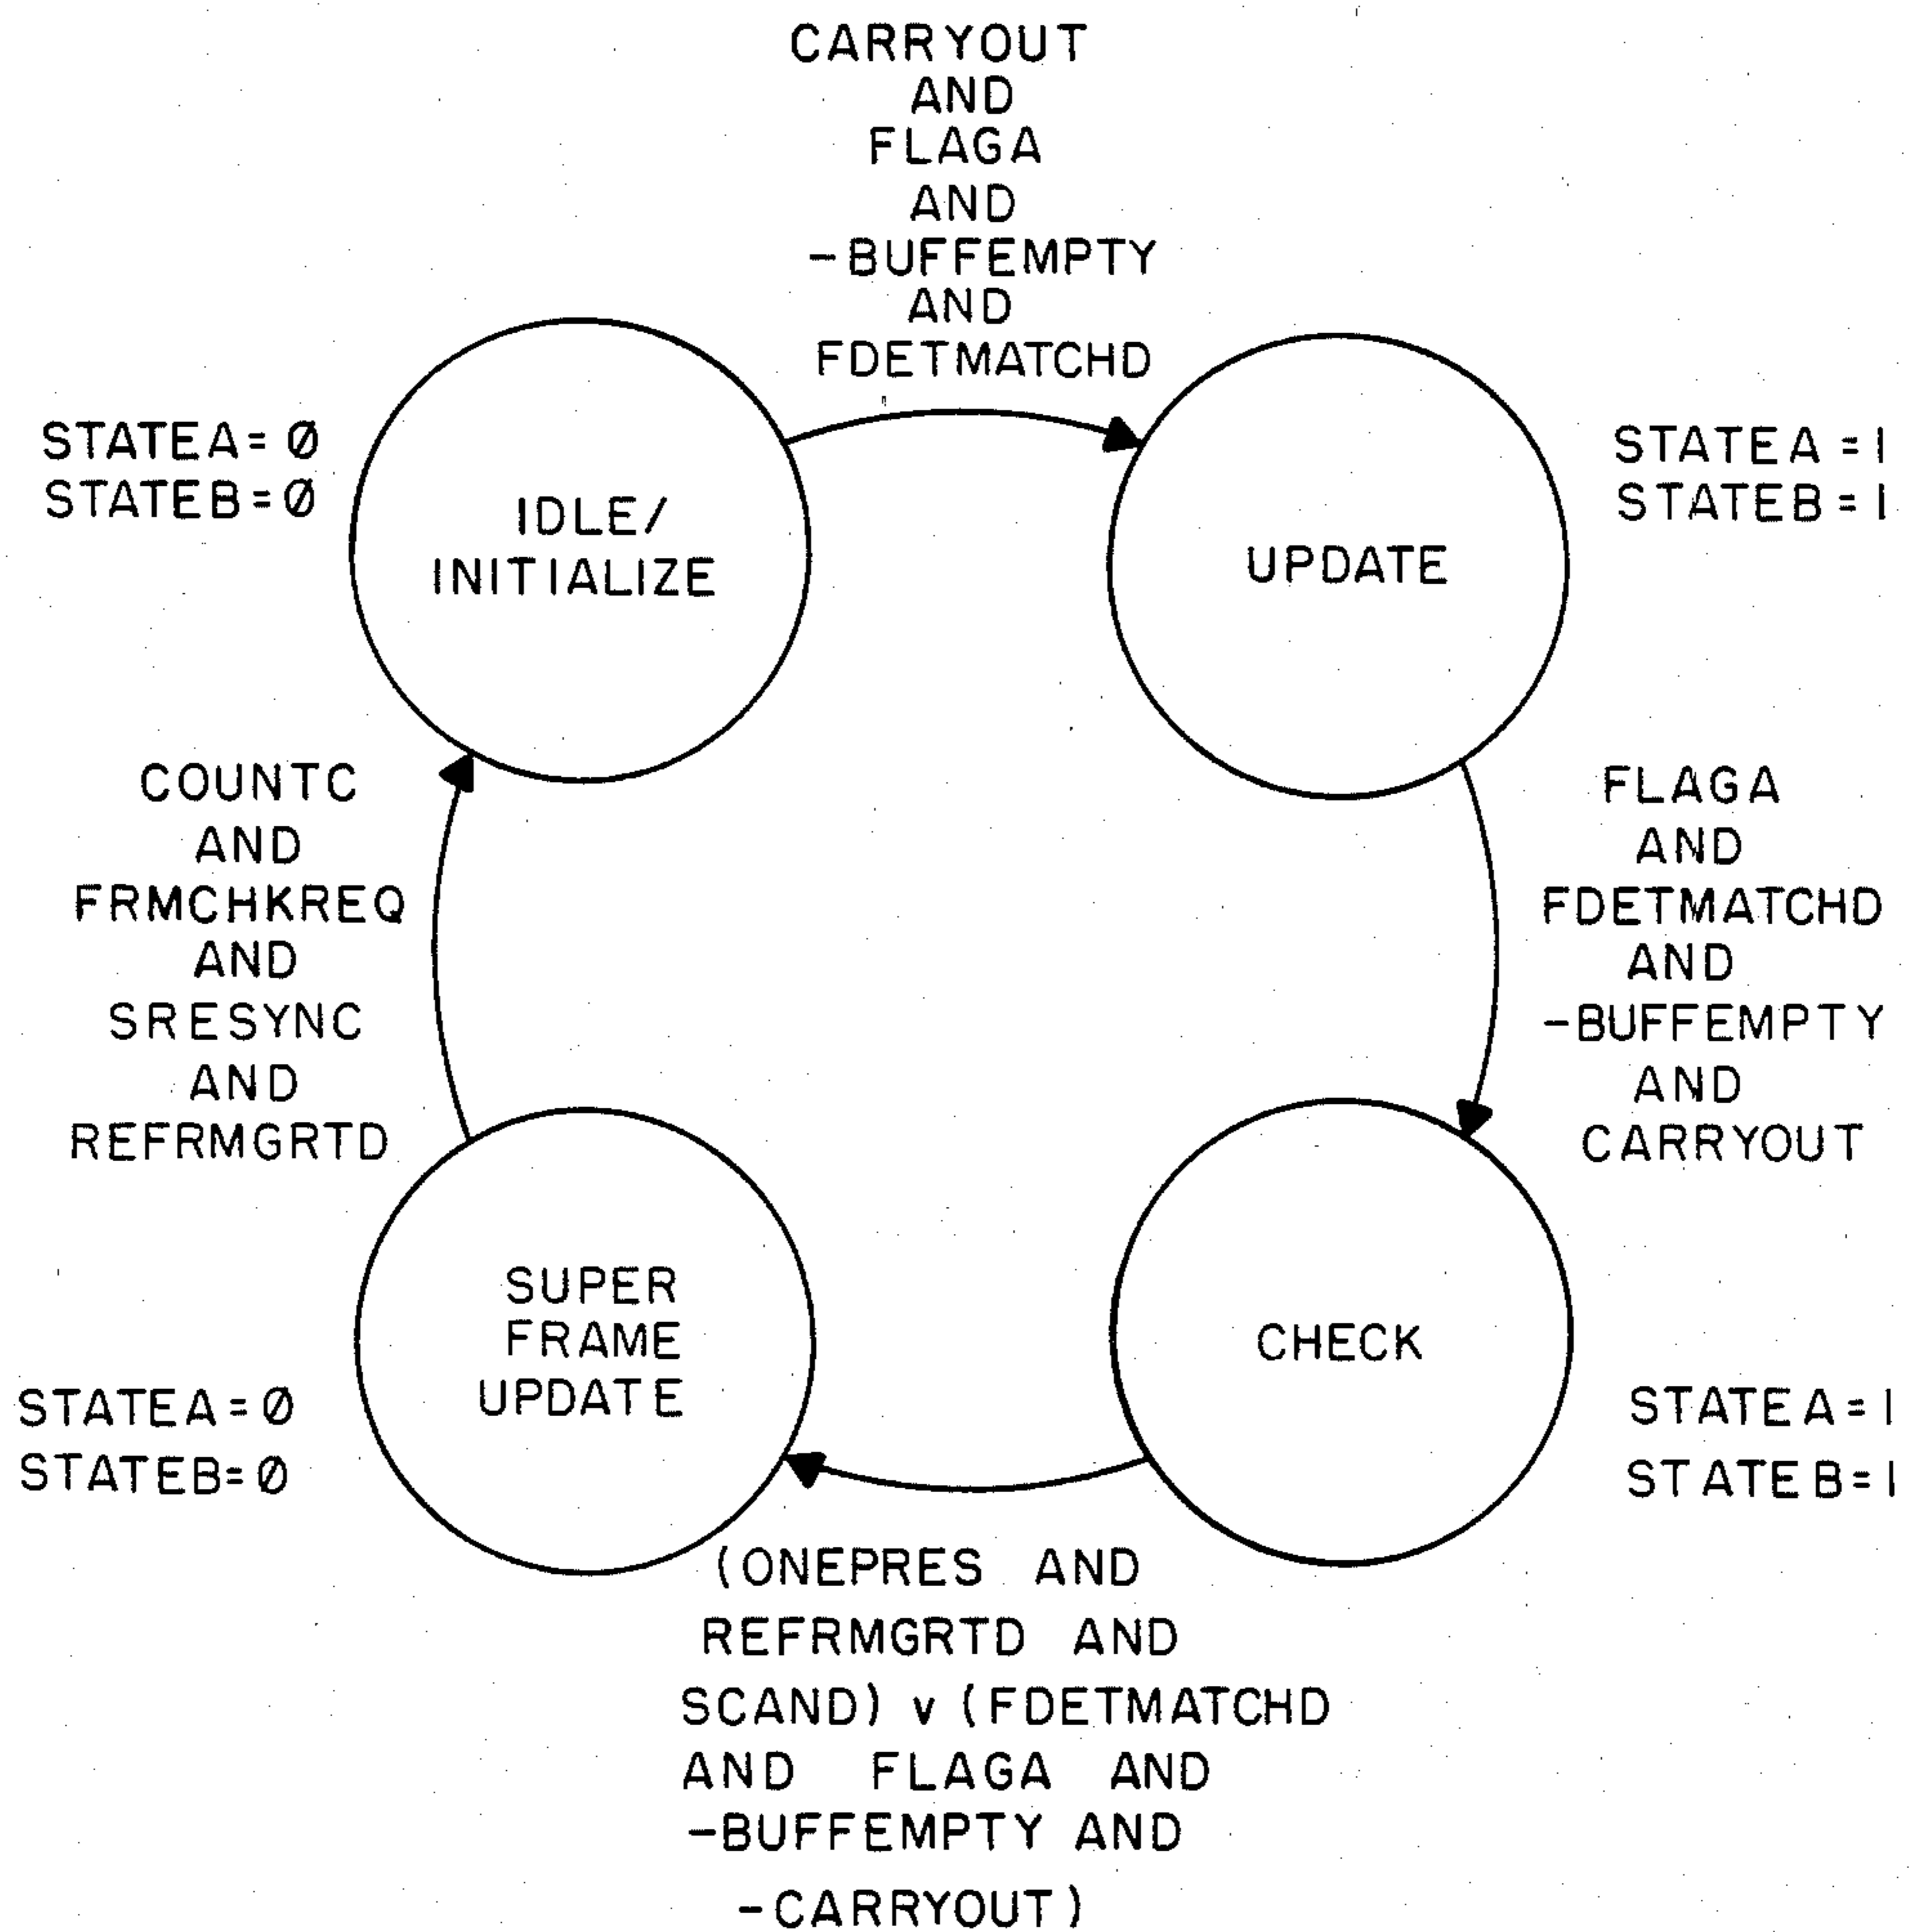 CARRYOUT
AND
FLAGA
AND
-BUFFEMPTY
AND
FDETMATCHD
STATEA=Ø
STATEB=Ø
IDLE/
INITIALIZE
UPDATE
STATEA=1
STATEB=1
COUNTC
AND
FRMCHKREQ
AND
SRESYNC
AND
REFRMGRTD
FLAGA
AND
FDETMATCHD
AND
-BUFFEMPTY
AND
CARRYOUT
SUPER
FRAME
UPDATE
STATEA=Ø
STATEB=Ø
CHECK
STATEA=1
STATEB=1
(ONEPRES AND
REFRMGRTD AND
SCAND) v (FDETMATCHD
AND FLAGA AND
-BUFFEMPTY AND
-CARRYOUT)